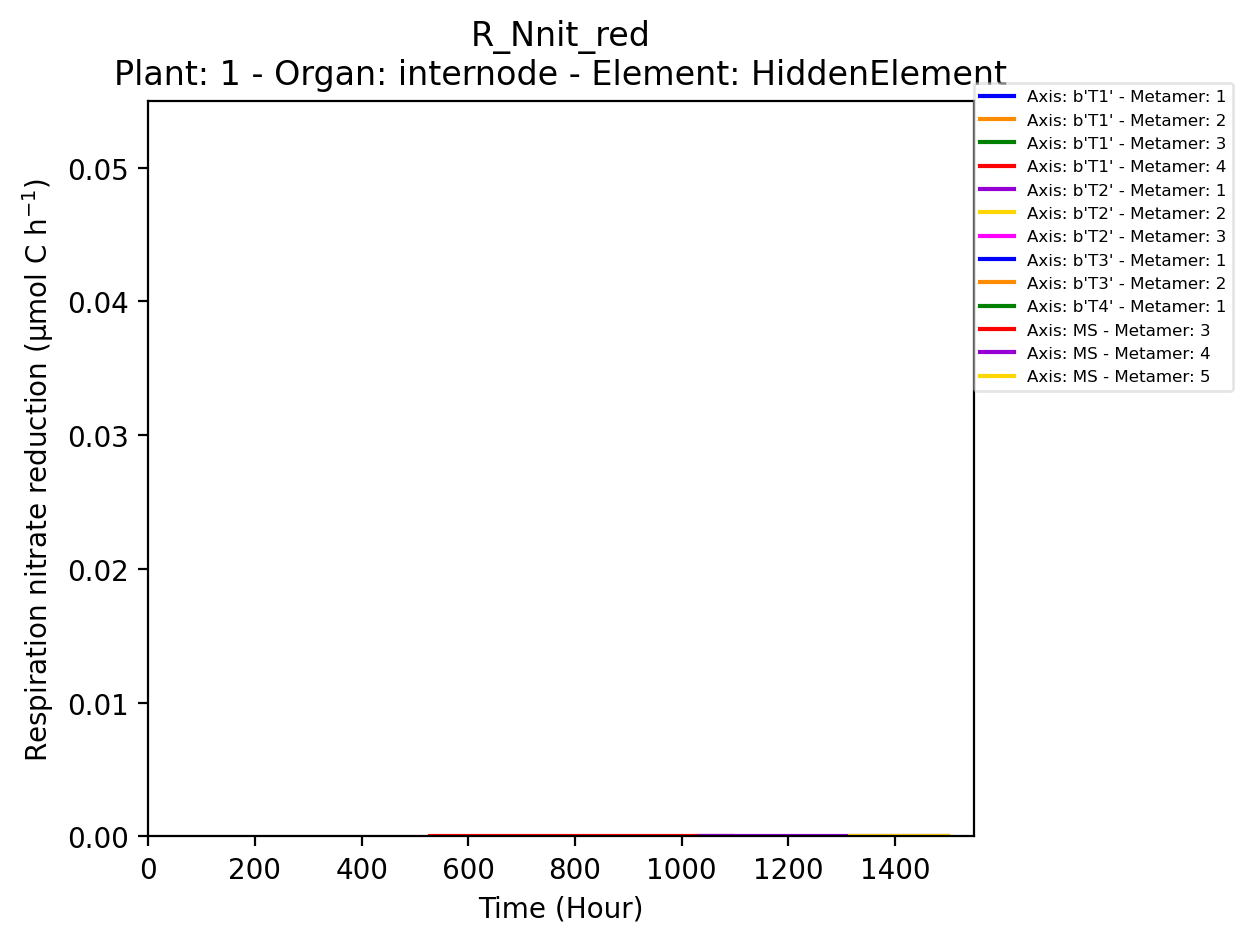 R_Nnit_red
Plant: 1 - Organ: internode - Element: HiddenElement
Axis: b'T1' - Metamer: 1
Axis: b'T1' - Metamer: 2
Axis: b'T1' - Metamer: 3
Axis: b'T1' - Metamer: 4
Axis: b'T2' - Metamer: 1
Axis: b'T2' - Metamer: 2
Axis: b'T2' - Metamer: 3
Axis: b'T3' - Metamer: 1
Axis: b'T3' - Metamer: 2
Axis: b'T4' - Metamer: 1
Axis: MS - Metamer: 3
Axis: MS - Metamer: 4
Axis: MS - Metamer: 5
Respiration nitrate reduction (µmol C h⁻¹)
0.05
0.04
0.03
0.02
0.01
0.00
0 200 400 600 800 1000 1200 1400
Time (Hour)